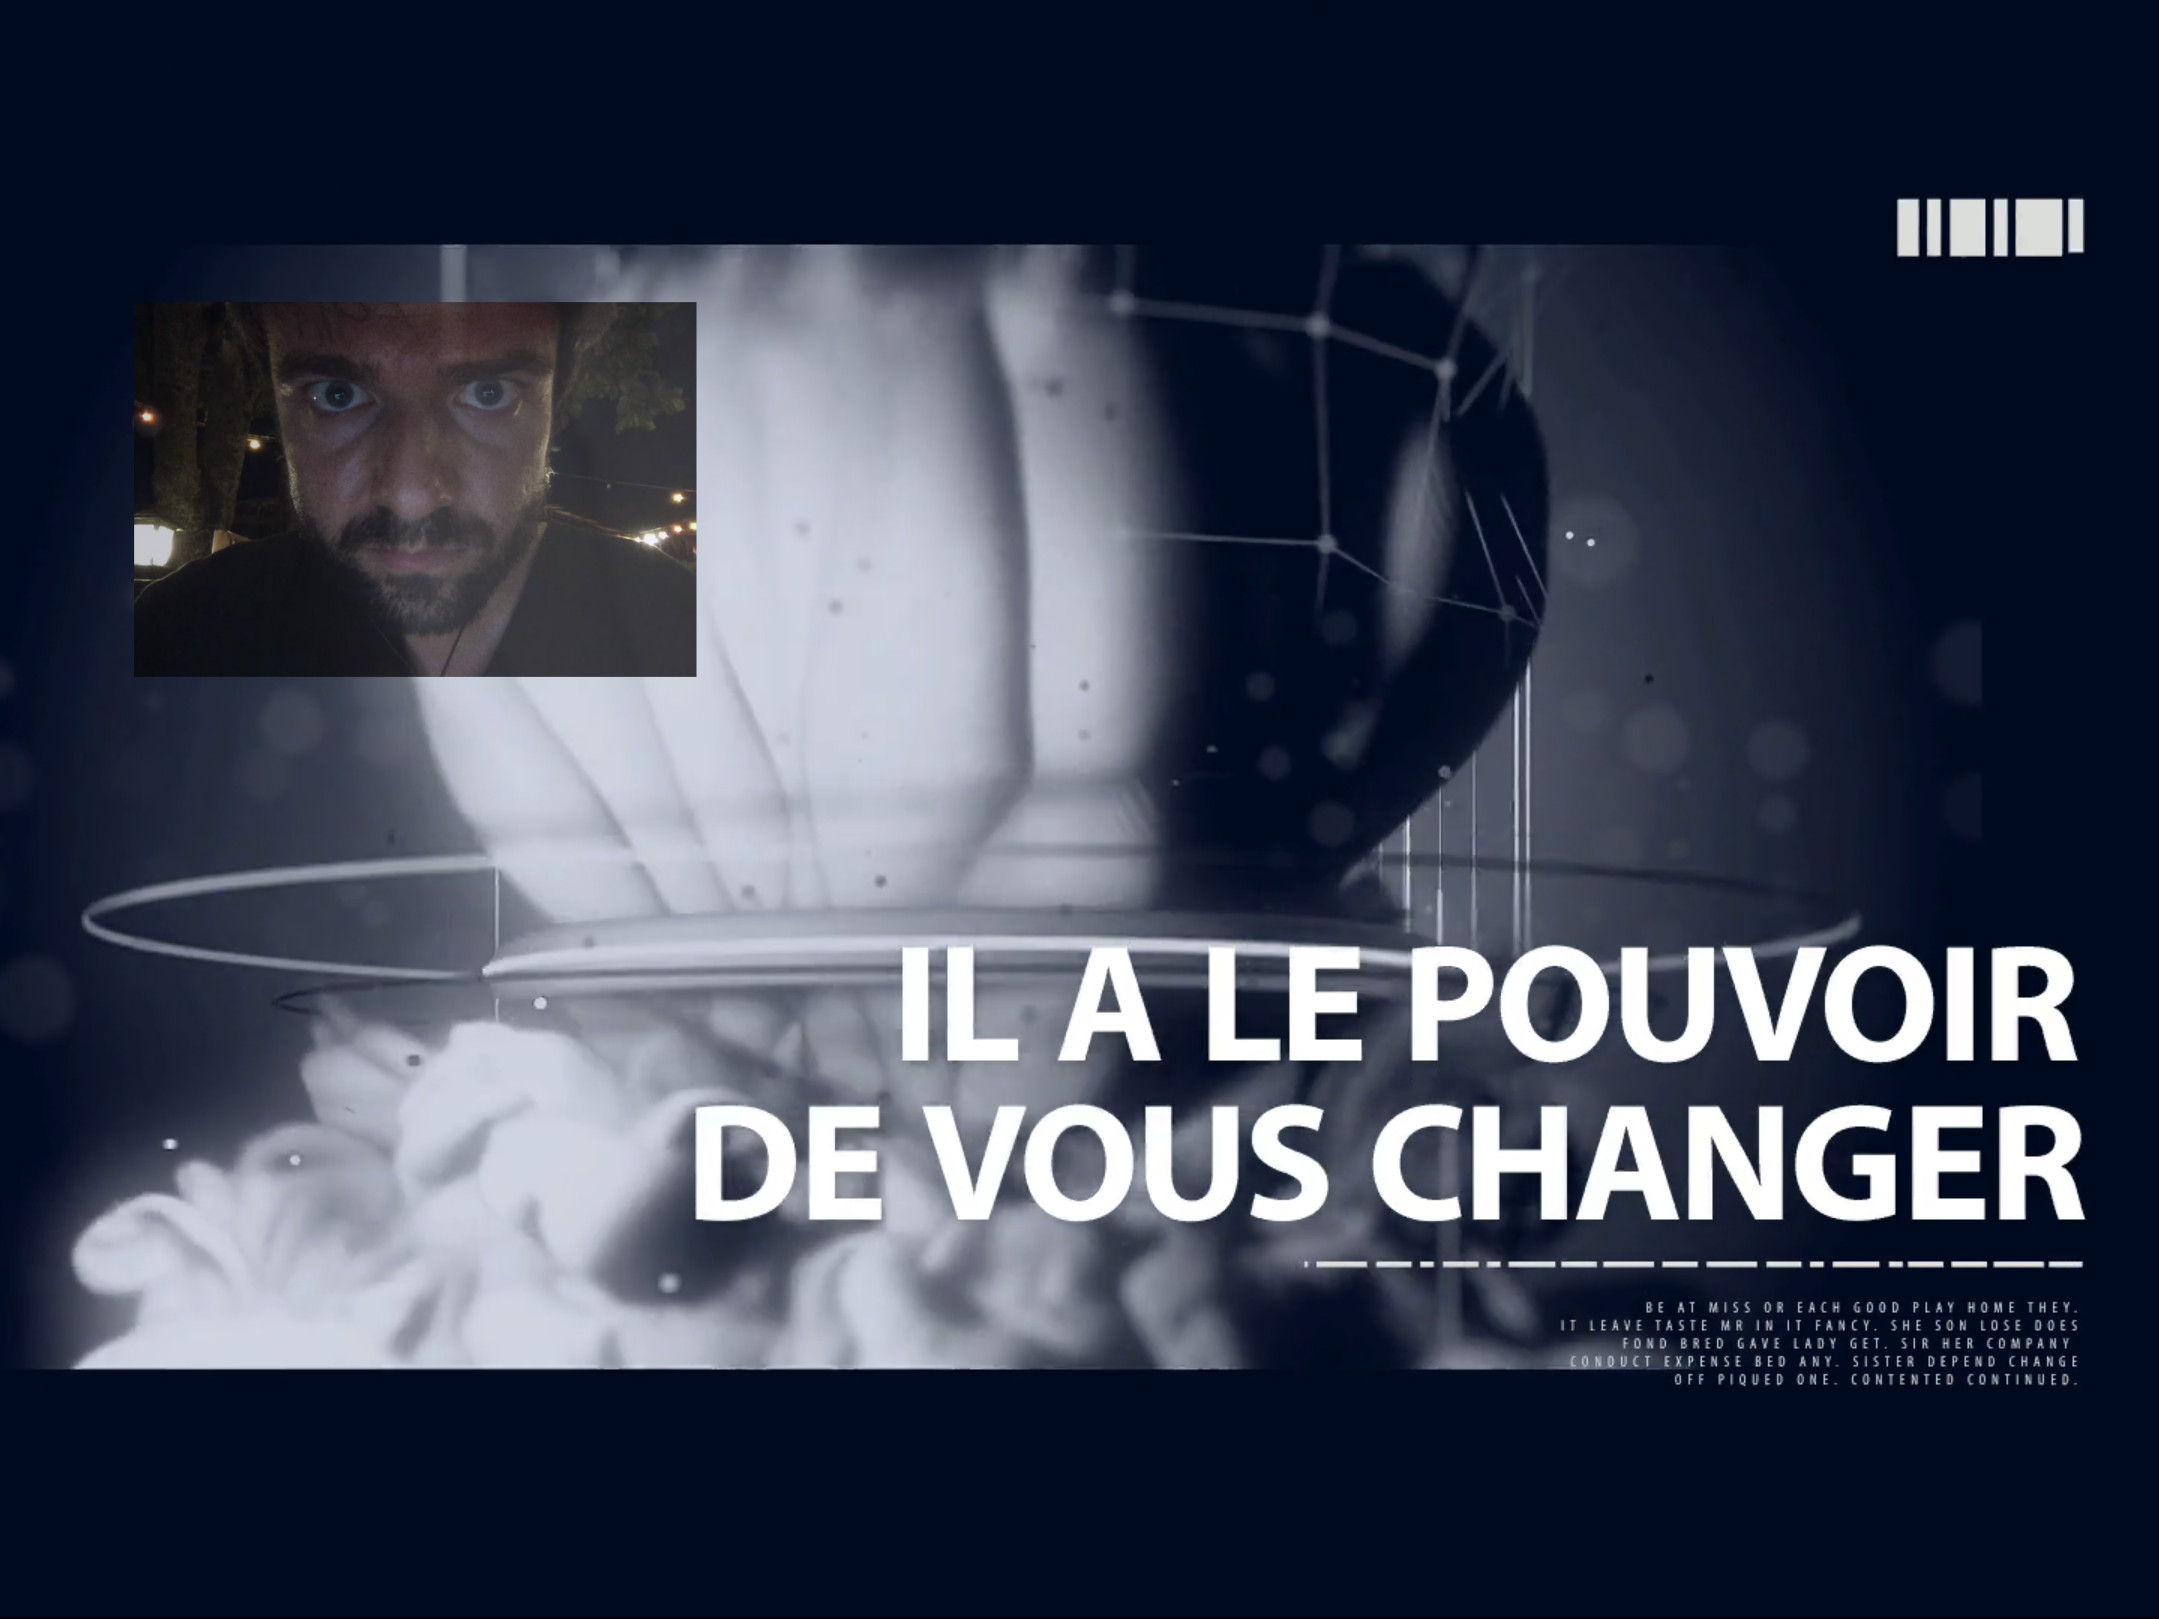 IL A LE POUVOIR
DE VOUS CHANGER
BE AT MISS OR EACH GOOD PLAY HOME THEY.
IT LEAVE TASTE MR IN IT FANCY. SHE SON LOSE DOES
FOND BRED GAVE LADY GET. SIR HER COMPANY
CONDUCT EXPENSE BED ANY. SISTER DEPEND CHANGE
OFF PIQUED ONE. CONTENTED CONTINUED.